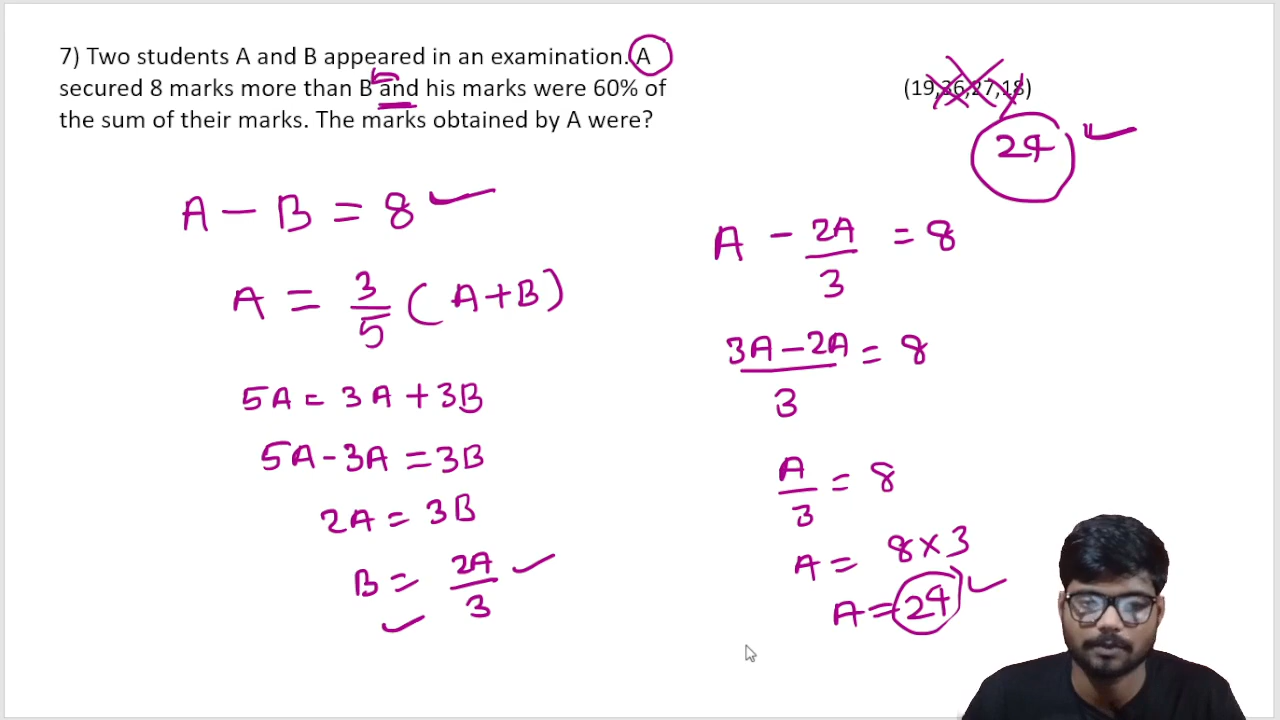 7) Two students A and B appeared in an examination. A
secured 8 marks more than B and his marks were 60% of
the sum of their marks. The marks obtained by A were?
(19,36,27,18)
24
A - B = 8
A = 3/5 (A+B)
5A = 3A + 3B
5A - 3A = 3B
2A = 3B
B = 2A/3
A - 2A/3 = 8
3A - 2A/3 = 8
A/3 = 8
A = 8 × 3
A = 24